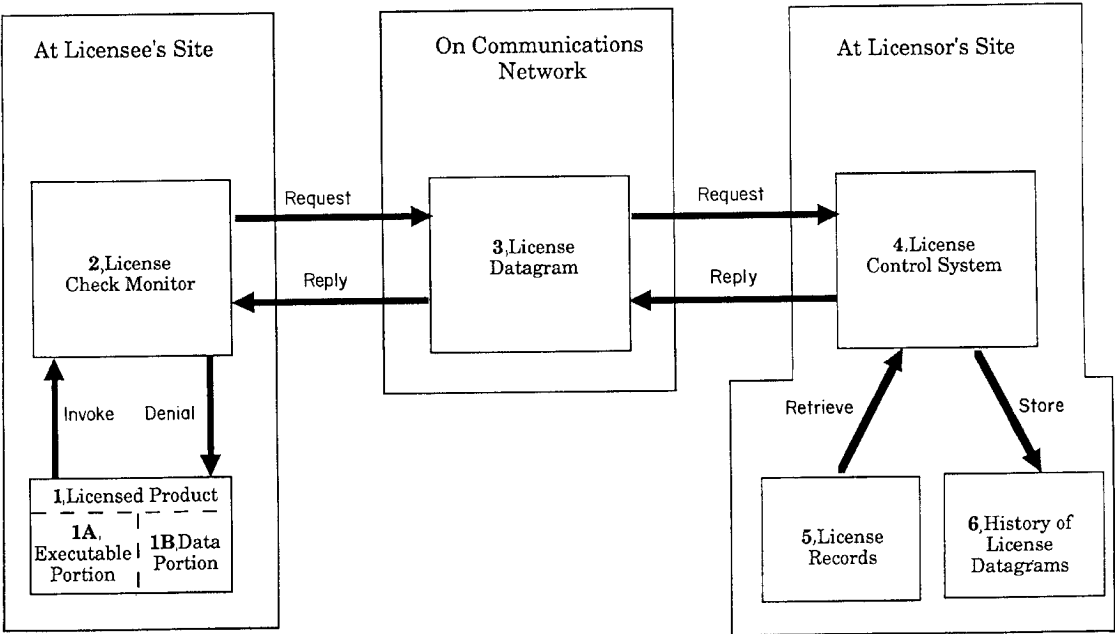 At Licensee's Site
On Communications
Network
At Licensor's Site
Request
Request
2,License
Check Monitor
3,License
Datagram
4,License
Control System
Reply
Reply
Invoke
Denial
Retrieve
Store
1,Licensed Product
1A,
Executable
Portion
1B,Data
Portion
5,License
Records
6,History of
License
Datagrams